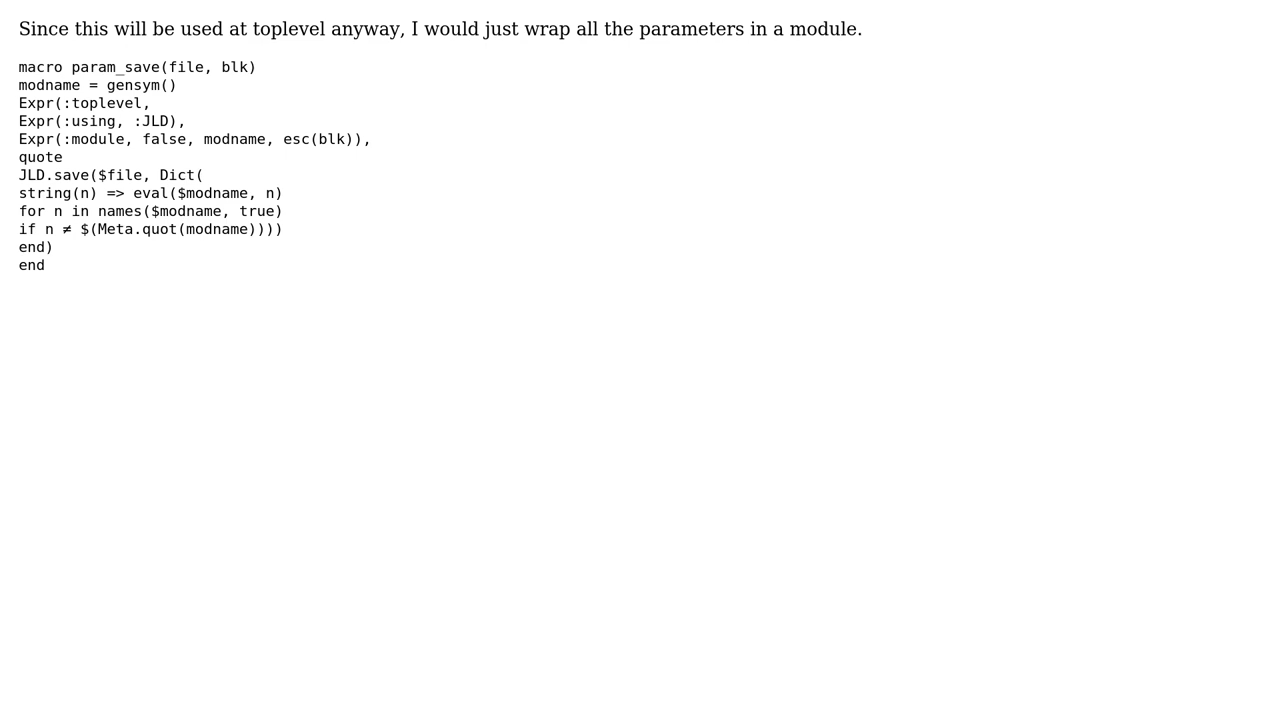 Since this will be used at toplevel anyway, I would just wrap all the parameters in a module.
macro param_save(file, blk)
modname = gensym()
Expr(:toplevel,
Expr(:using, :JLD),
Expr(:module, false, modname, esc(blk)),
quote
JLD.save($file, Dict(
string(n) => eval($modname, n)
for n in names($modname, true)
if n ≠ $(Meta.quot(modname))))
end)
end